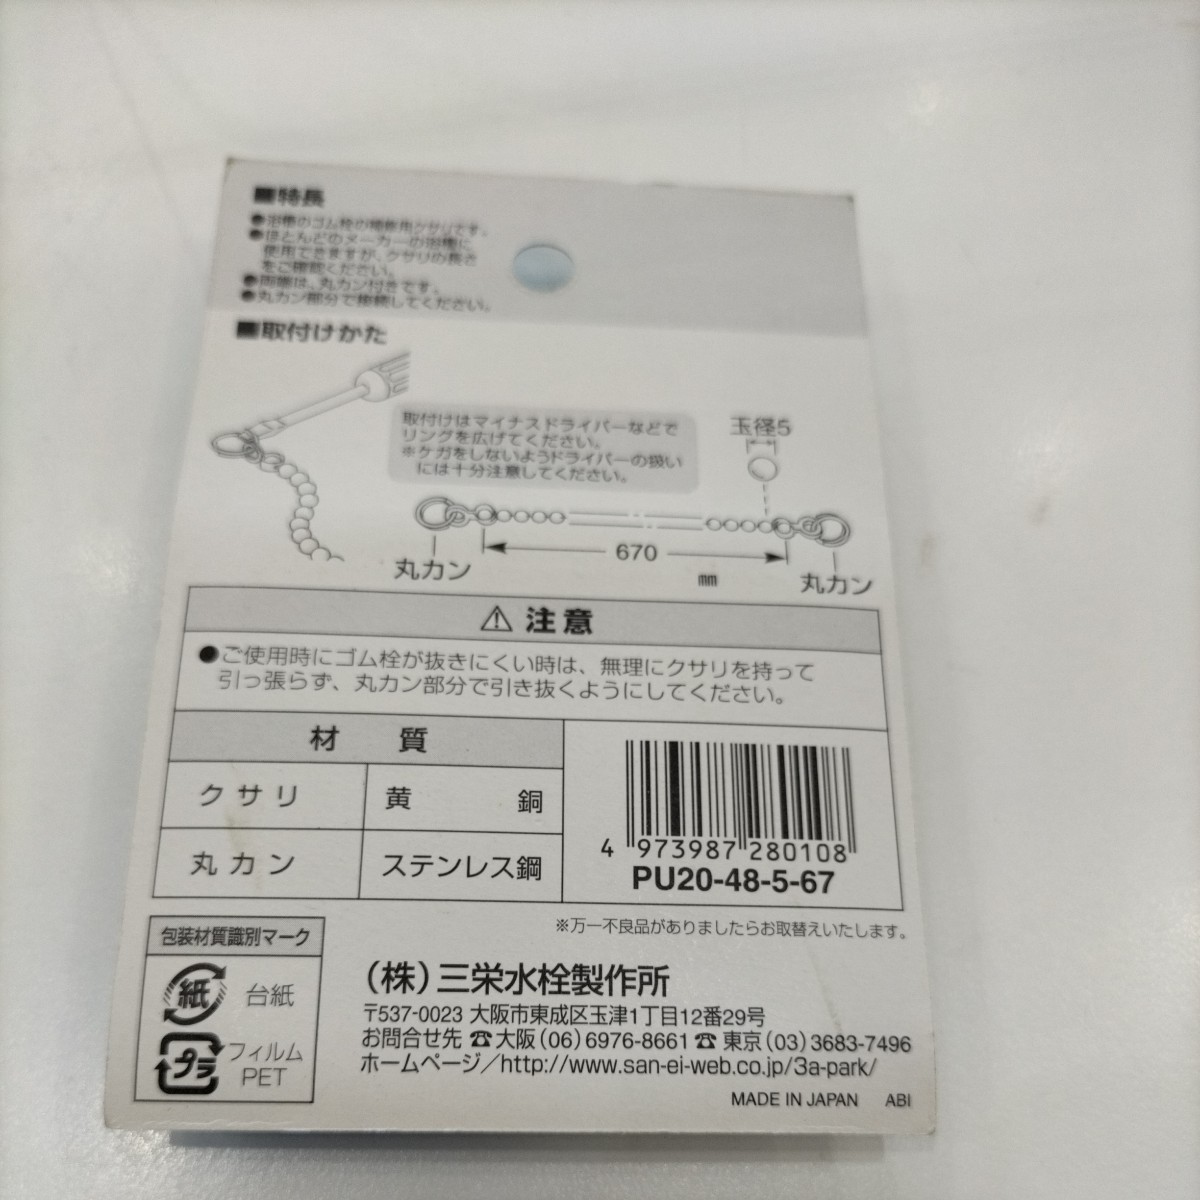 ■特長
●浴槽のゴム栓の補修用クサリです。
●ほとんどのメーカーの浴槽に
使用できますが、クサリの長さ
をご確認ください。
●両端は、丸カン付きです。
●丸カン部分で接続してください。
■取付けかた
取付けはマイナスドライバーなどで
リングを広げてください。
※ケガをしないようドライバーの扱い
には十分注意してください。
玉径5
670
mm
丸カン
丸カン
⚠ 注意
●ご使用時にゴム栓が抜きにくい時は、無理にクサリを持って
引っ張らず、丸カン部分で引き抜くようにしてください。
材 質
クサリ 黄 銅
丸カン ステンレス鋼
4 973987 280108
PU20-48-5-67
※万一不良品がありましたらお取替えいたします。
包装材質識別マーク
紙 台紙
プラ フィルム
PET
(株)三栄水栓製作所
〒537-0023 大阪市東成区玉津1丁目12番29号
お問合せ先 ☎大阪(06)6976-8661 ☎東京(03)3683-7496
ホームページ/http://www.san-ei-web.co.jp/3a-park/
MADE IN JAPAN ABI